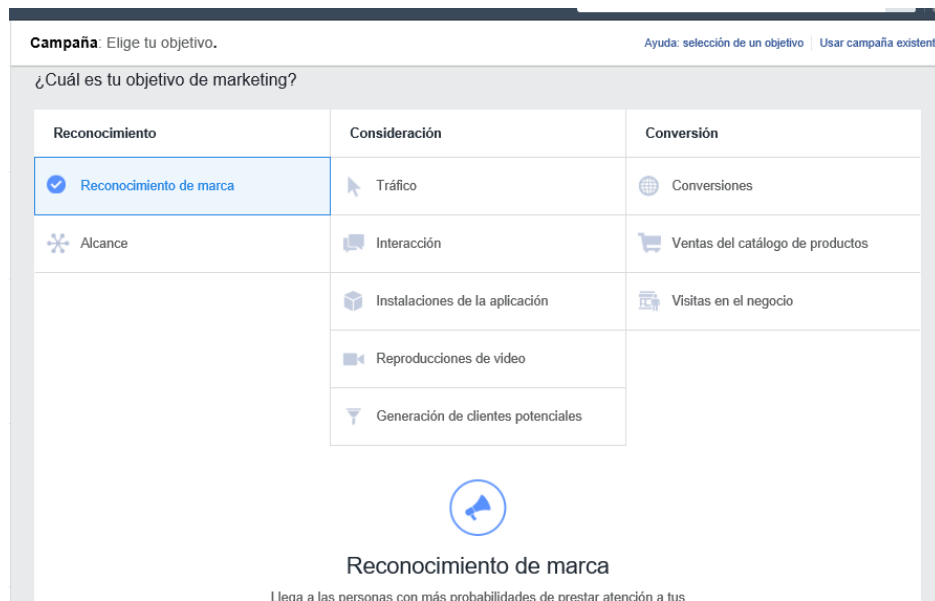 Campaña: Elige tu objetivo.
Ayuda: selección de un objetivo
Usar campaña existent
¿Cuál es tu objetivo de marketing?
Reconocimiento
Consideración
Conversión
Reconocimiento de marca
Tráfico
Conversiones
Alcance
Interacción
Ventas del catálogo de productos
Instalaciones de la aplicación
Visitas en el negocio
Reproducciones de video
Generación de clientes potenciales
Reconocimiento de marca
Llega a las personas con más probabilidades de prestar atención a tus